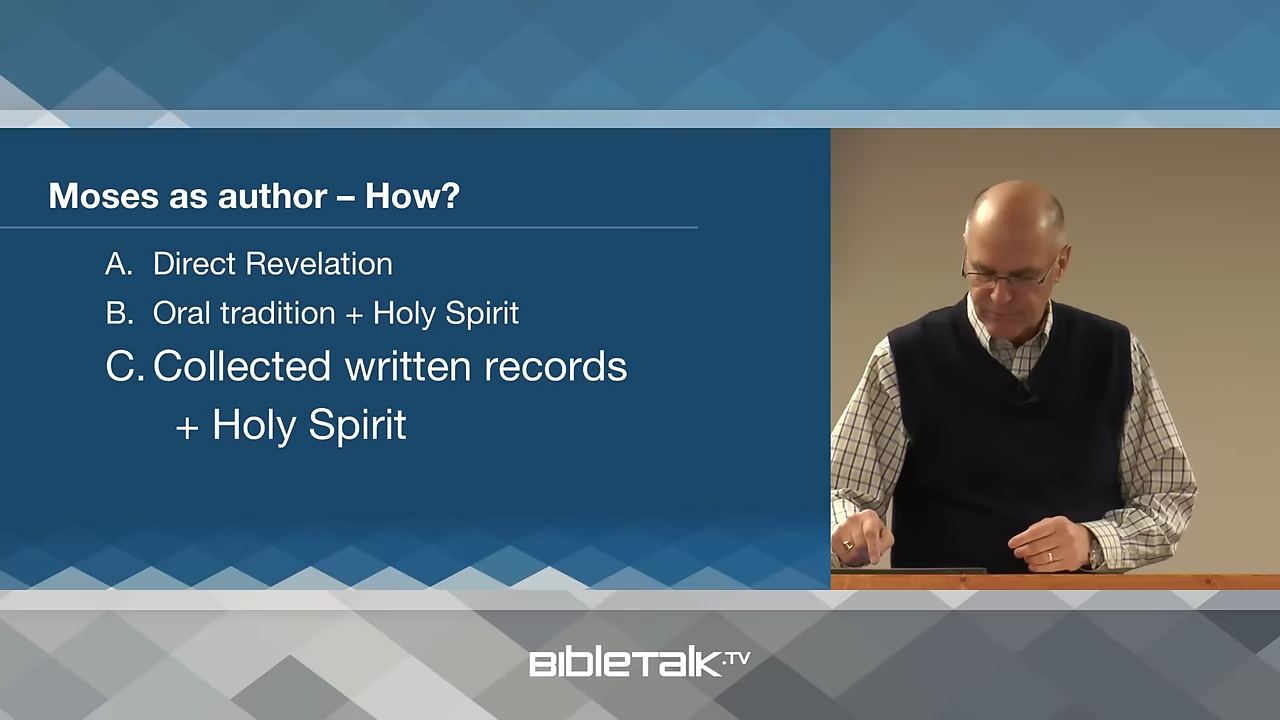 Moses as author – How?
A. Direct Revelation
B. Oral tradition + Holy Spirit
C. Collected written records
+ Holy Spirit
BIBLETALK.TV